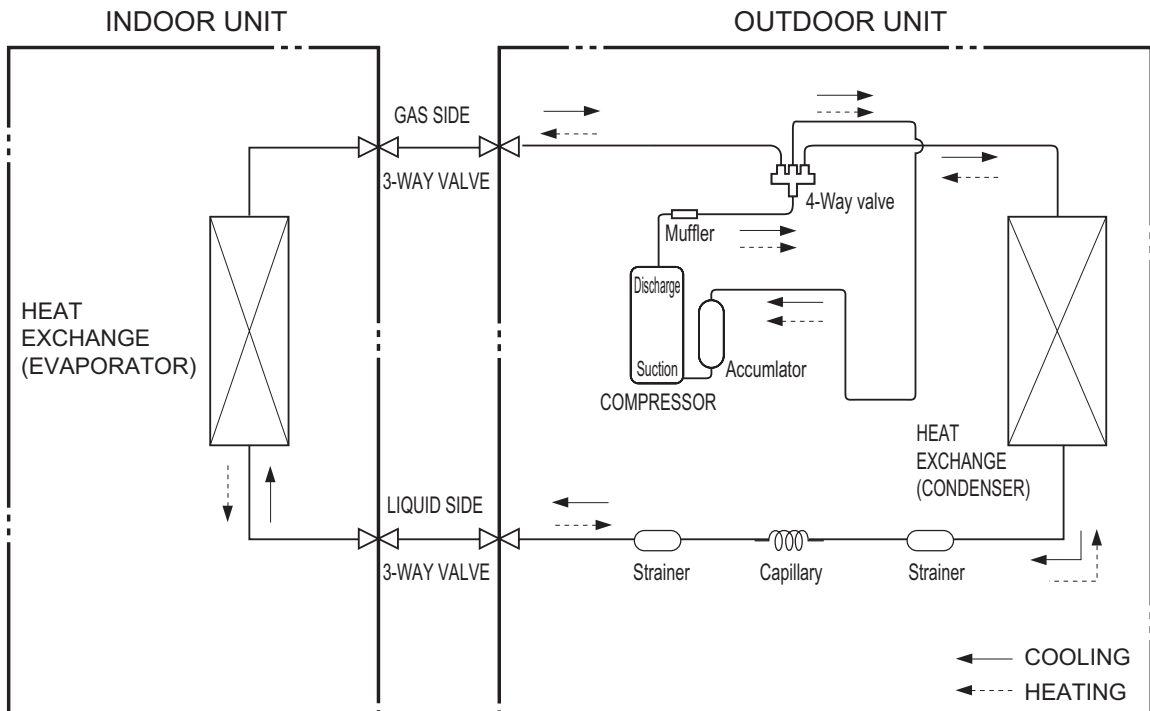 INDOOR UNIT
OUTDOOR UNIT
GAS SIDE
3-WAY VALVE
4-Way valve
Muffler
Discharge
Suction
Accumlator
COMPRESSOR
HEAT
EXCHANGE
(EVAPORATOR)
HEAT
EXCHANGE
(CONDENSER)
LIQUID SIDE
3-WAY VALVE
Strainer
Capillary
Strainer
COOLING
HEATING